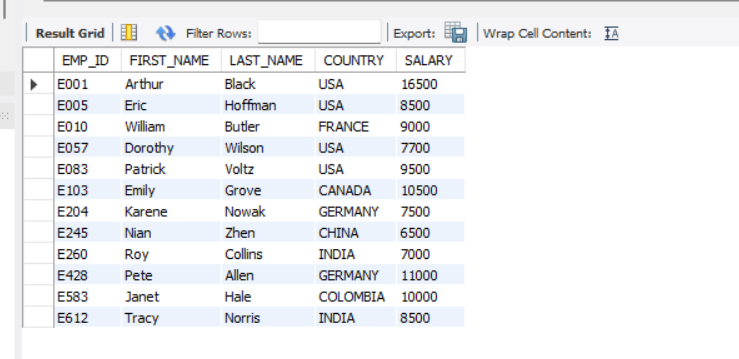 Result Grid Filter Rows: Export: Wrap Cell Content: IA
EMP_ID FIRST_NAME LAST_NAME COUNTRY SALARY
E001 Arthur Black USA 16500
E005 Eric Hoffman USA 8500
E010 William Butler FRANCE 9000
E057 Dorothy Wilson USA 7700
E083 Patrick Voltz USA 9500
E103 Emily Grove CANADA 10500
E204 Karene Nowak GERMANY 7500
E245 Nian Zhen CHINA 6500
E260 Roy Collins INDIA 7000
E428 Pete Allen GERMANY 11000
E583 Janet Hale COLOMBIA 10000
E612 Tracy Norris INDIA 8500